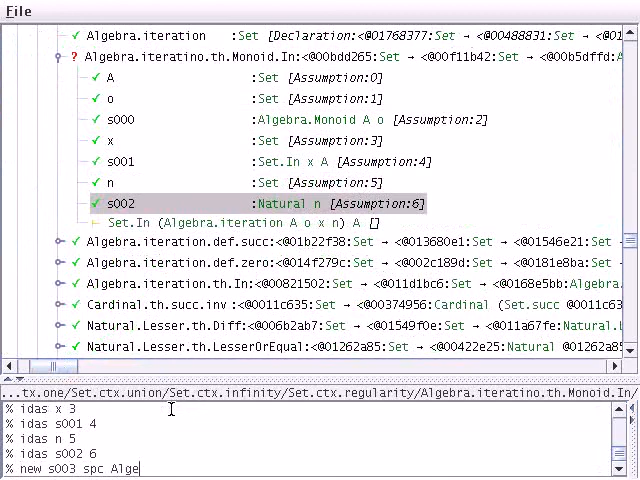 File
✓ Algebra.iteration :Set [Declaration:<@01768377:Set → <@00488831:Set → <@01
? Algebra.iteratino.th.Monoid.In:<@00bdd265:Set → <@00f11b42:Set → <@00b5dffd:A
✓ A :Set [Assumption:0]
✓ o :Set [Assumption:1]
✓ s000 :Algebra.Monoid A o [Assumption:2]
✓ x :Set [Assumption:3]
✓ s001 :Set.In x A [Assumption:4]
✓ n :Set [Assumption:5]
✓ s002 :Natural n [Assumption:6]
Set.In (Algebra.iteration A o x n) A []
✓ Algebra.iteration.def.succ:<@01b22f38:Set → <@013680e1:Set → <@01546e21:Set →
✓ Algebra.iteration.def.zero:<@014f279c:Set → <@002c189d:Set → <@0181e8ba:Set →
✓ Algebra.iteration.th.In:<@00821502:Set → <@011d1bc6:Set → <@0168e5bb:Algebra.
✓ Cardinal.th.succ.inv:<@0011c635:Set → <@00374956:Cardinal (Set.succ @0011c63
✓ Natural.Lesser.th.Diff:<@006b2ab7:Set → <@01549f0e:Set → <@011a67fe:Natural.L
✓ Natural.Lesser.th.LesserOrEqual:<@01262a85:Set → <@00422e25:Natural @01262a85
...tx.one/Set.ctx.union/Set.ctx.infinity/Set.ctx.regularity/Algebra.iteratino.th.Monoid.In/
% idas x 3
% idas s001 4
% idas n 5
% idas s002 6
% new s003 spc Alge